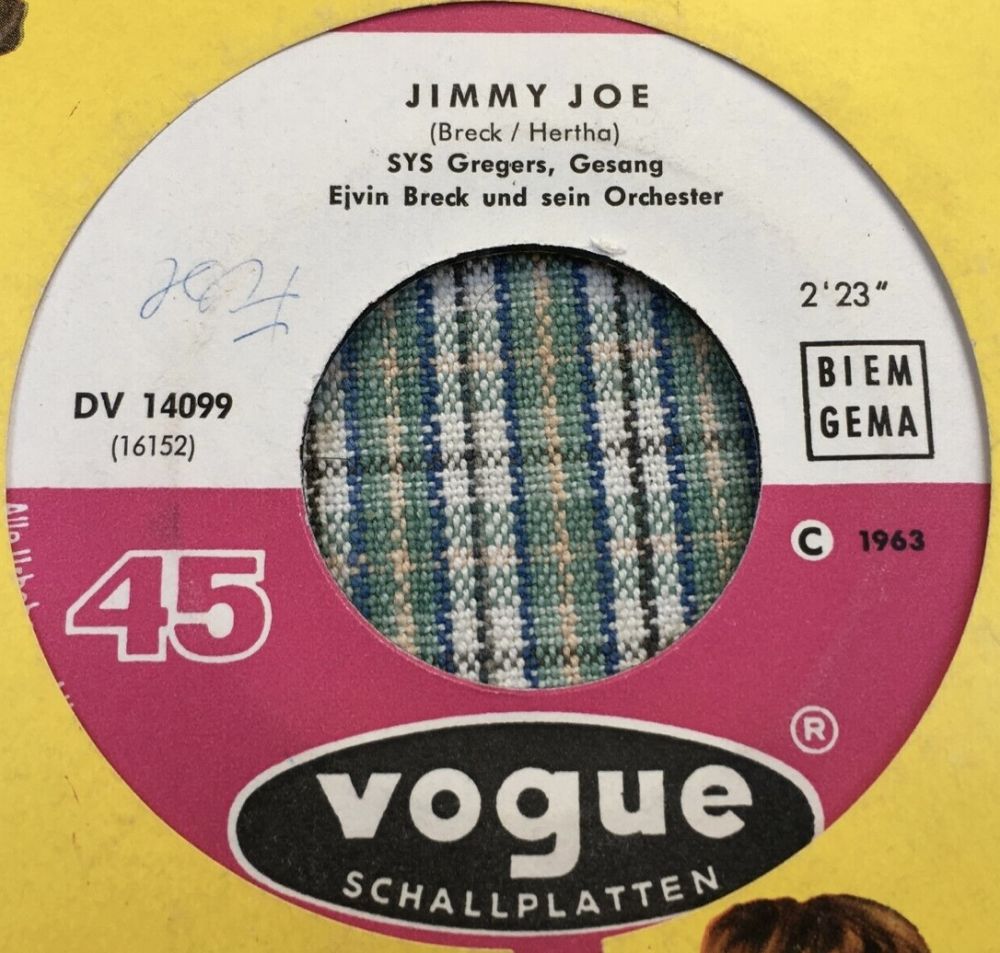 JIMMY JOE
(Breck / Hertha)
SYS Gregers, Gesang
Ejvin Breck und sein Orchester
2'23"
BIEM
GEMA
DV 14099
(16152)
C 1963
45
®
vogue
SCHALLPLATTEN